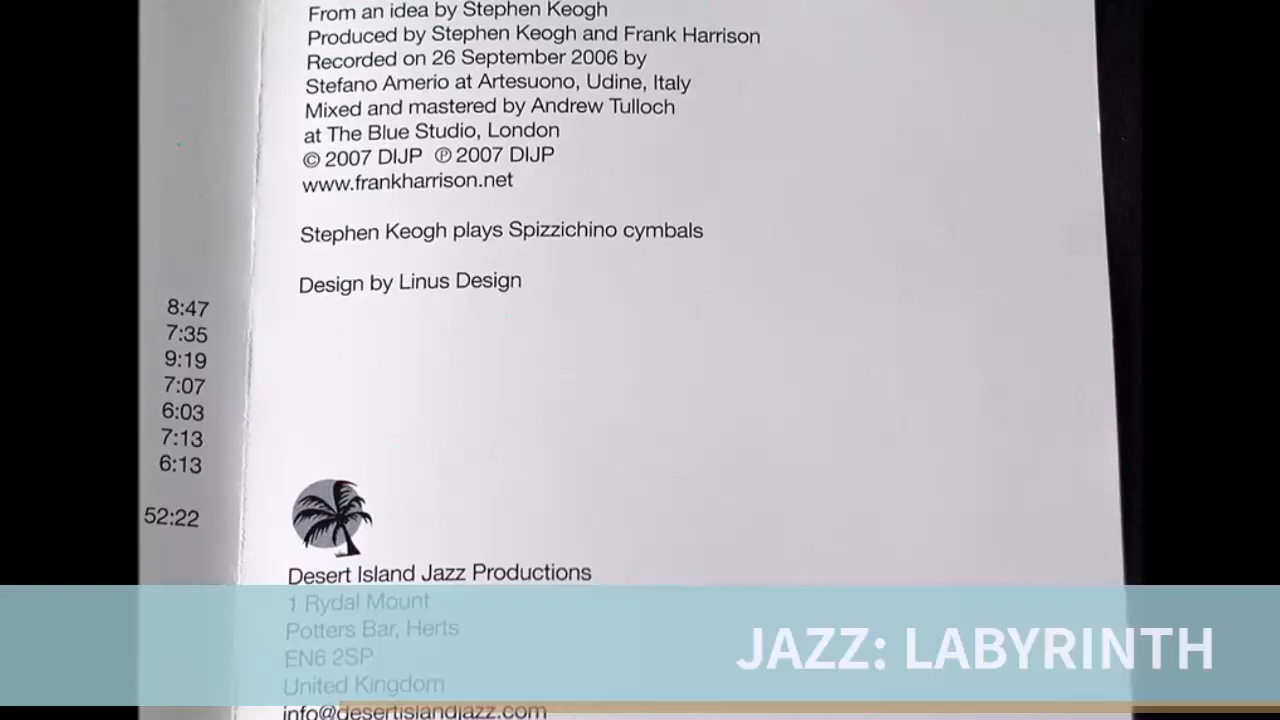 From an idea by Stephen Keogh
Produced by Stephen Keogh and Frank Harrison
Recorded on 26 September 2006 by
Stefano Amerio at Artesuono, Udine, Italy
Mixed and mastered by Andrew Tulloch
at The Blue Studio, London
© 2007 DIJP ℗ 2007 DIJP
www.frankharrison.net
Stephen Keogh plays Spizzichino cymbals
Design by Linus Design
8:47
7:35
9:19
7:07
6:03
7:13
6:13
52:22
Desert Island Jazz Productions
1 Rydal Mount
Potters Bar, Herts
EN6 2SP
United Kingdom
info@desertislandjazz.com
JAZZ: LABYRINTH